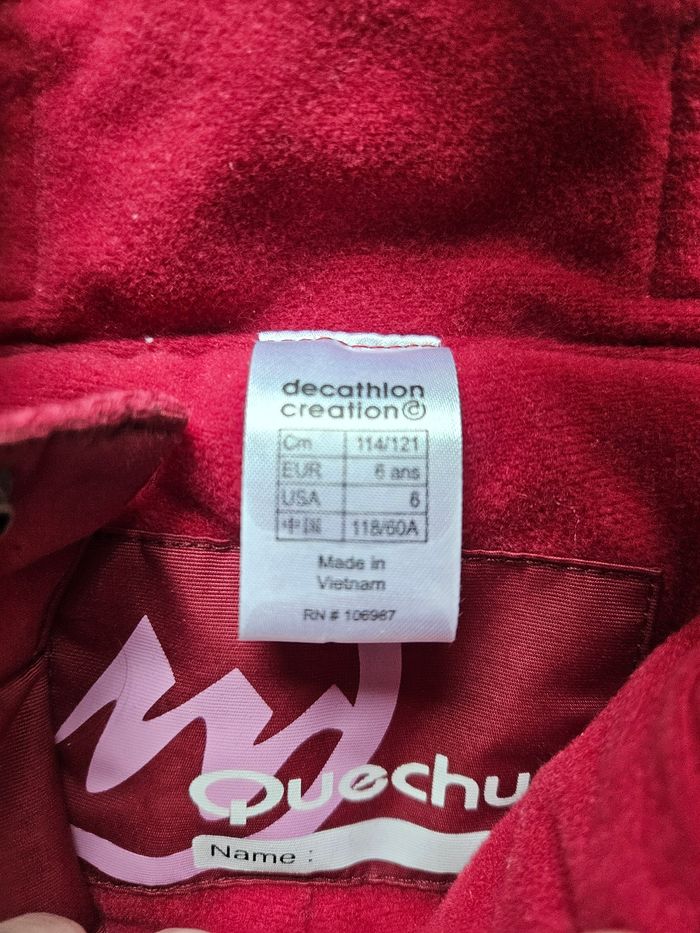 decathlon
creation©
Cm 114/121
EUR 6 ans
USA 6
中国 118/60A
Made in
Vietnam
RN # 106987
Quechu
Name :